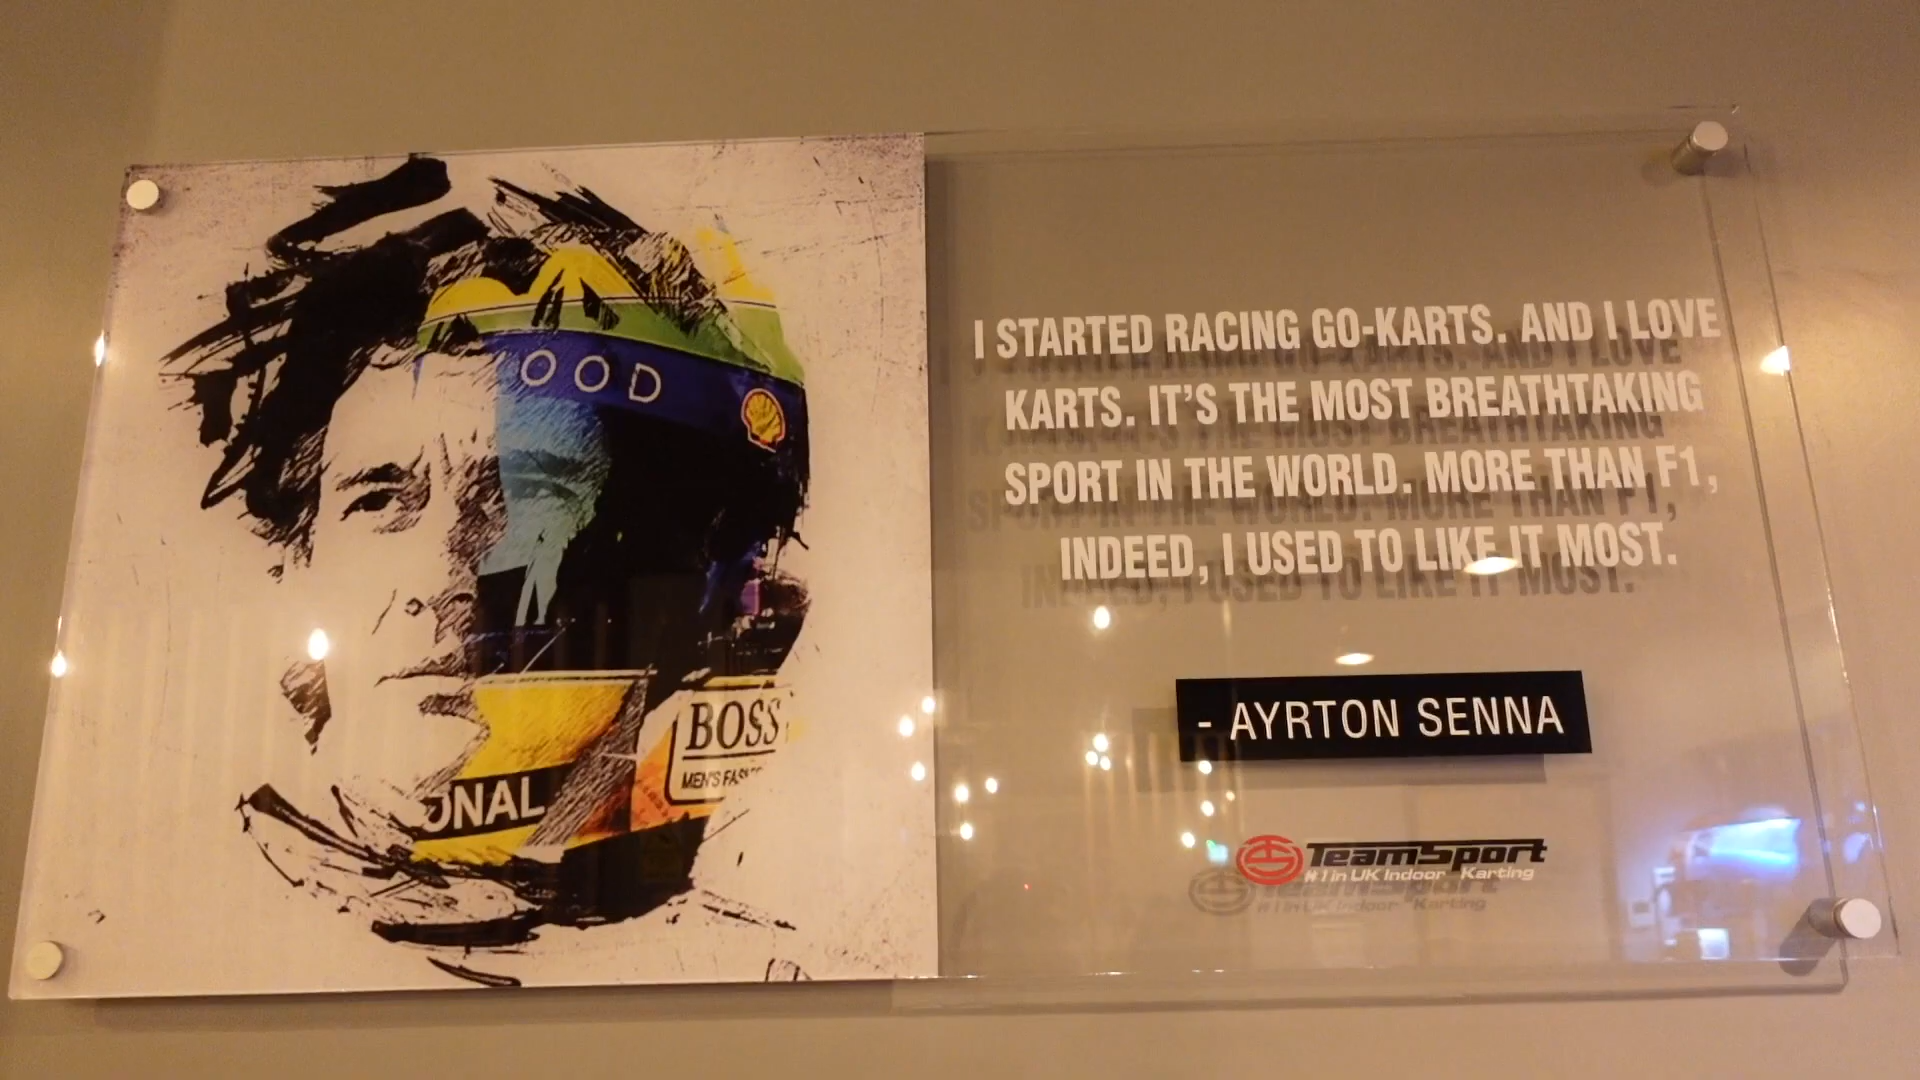 OOD
BOSS
MEN'S
ONAL
I STARTED RACING GO-KARTS. AND I LOVE
KARTS. IT'S THE MOST BREATHTAKING
SPORT IN THE WORLD. MORE THAN F1,
INDEED, I USED TO LIKE IT MOST.
- AYRTON SENNA
TeamSport
#1 in UK Indoor Karting